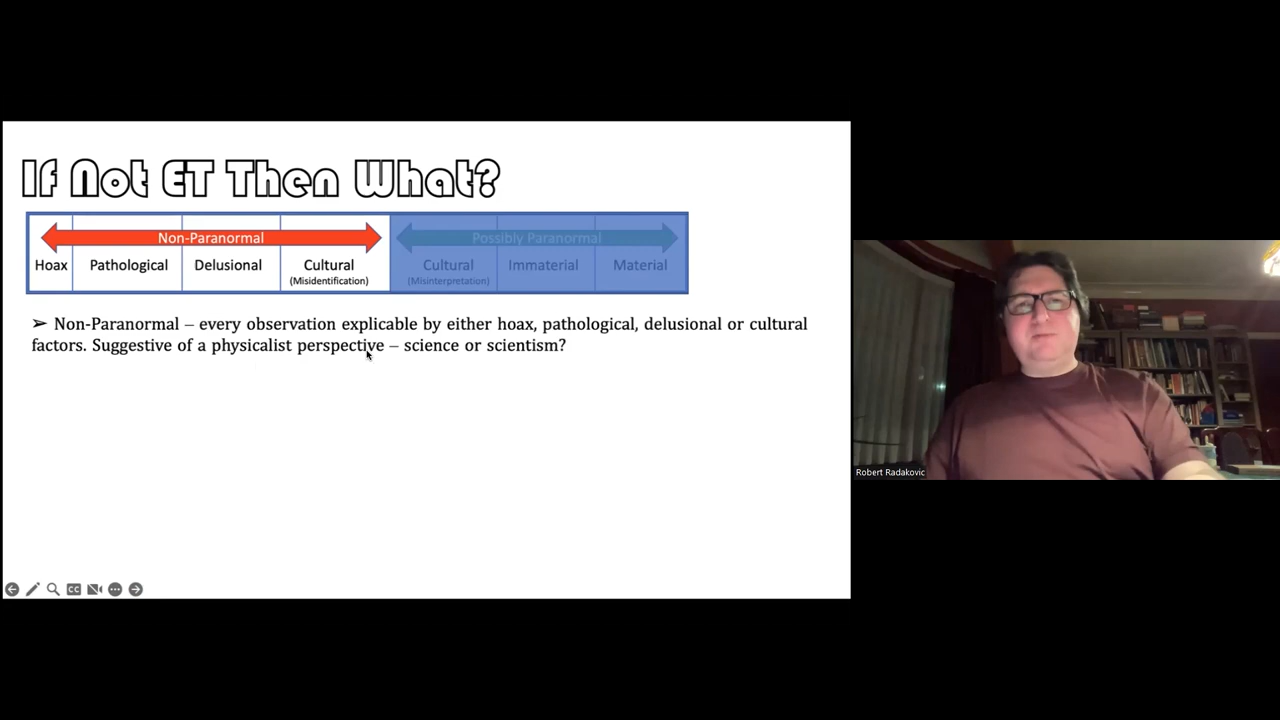 If Not ET Then What?
Non-Paranormal
Possibly Paranormal
Hoax
Pathological
Delusional
Cultural
(Misidentification)
Cultural
(Misinterpretation)
Immaterial
Material
➢ Non-Paranormal – every observation explicable by either hoax, pathological, delusional or cultural
factors. Suggestive of a physicalist perspective – science or scientism?
CC
Robert Radakovic